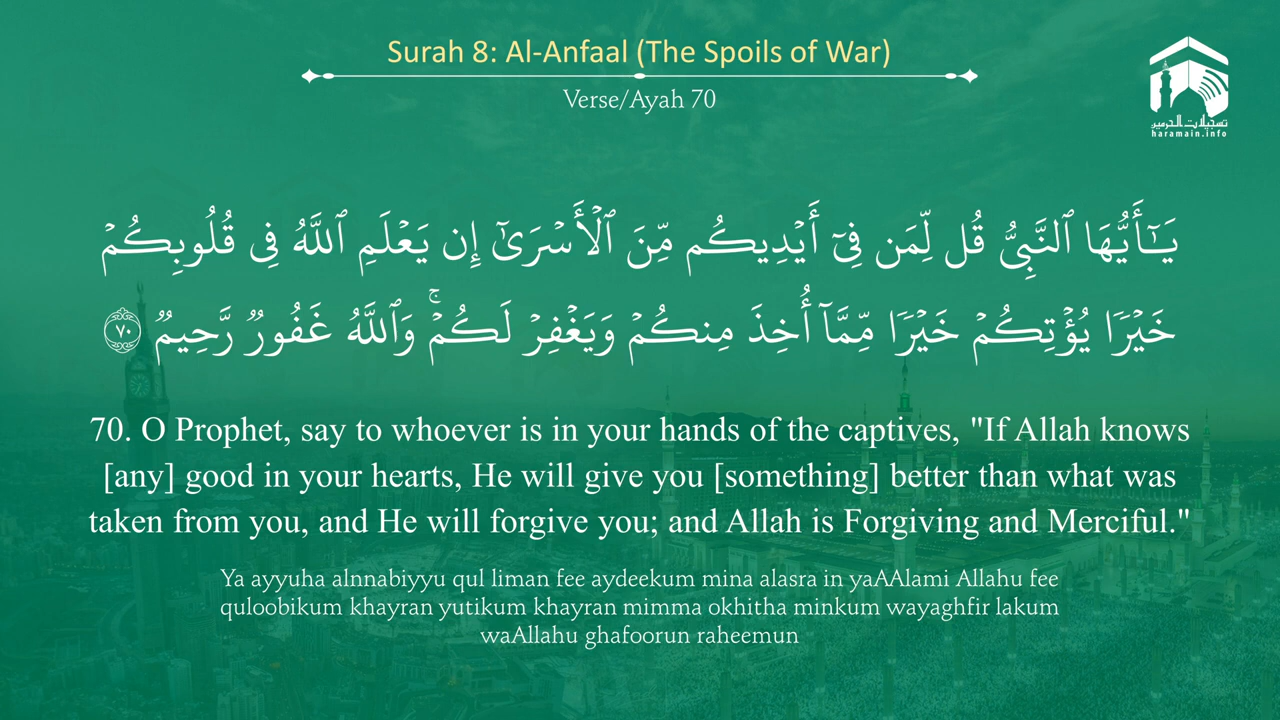 Surah 8: Al-Anfaal (The Spoils of War)
Verse/Ayah 70
تسجيلات الحرمين
haramain.info
يَـٰٓأَيُّهَا ٱلنَّبِىُّ قُل لِّمَن فِىٓ أَيْدِيكُم مِّنَ ٱلْأَسْرَىٰٓ إِن يَعْلَمِ ٱللَّهُ فِى قُلُوبِكُمْ
خَيْرًا يُؤْتِكُمْ خَيْرًا مِّمَّآ أُخِذَ مِنكُمْ وَيَغْفِرْ لَكُمْ ۗ وَٱللَّهُ غَفُورٌ رَّحِيمٌ ٧٠
70. O Prophet, say to whoever is in your hands of the captives, "If Allah knows
[any] good in your hearts, He will give you [something] better than what was
taken from you, and He will forgive you; and Allah is Forgiving and Merciful."
Ya ayyuha alnnabiyyu qul liman fee aydeekum mina alasra in yaAAlami Allahu fee
quloobikum khayran yutikum khayran mimma okhitha minkum wayaghfir lakum
waAllahu ghafoorun raheemun